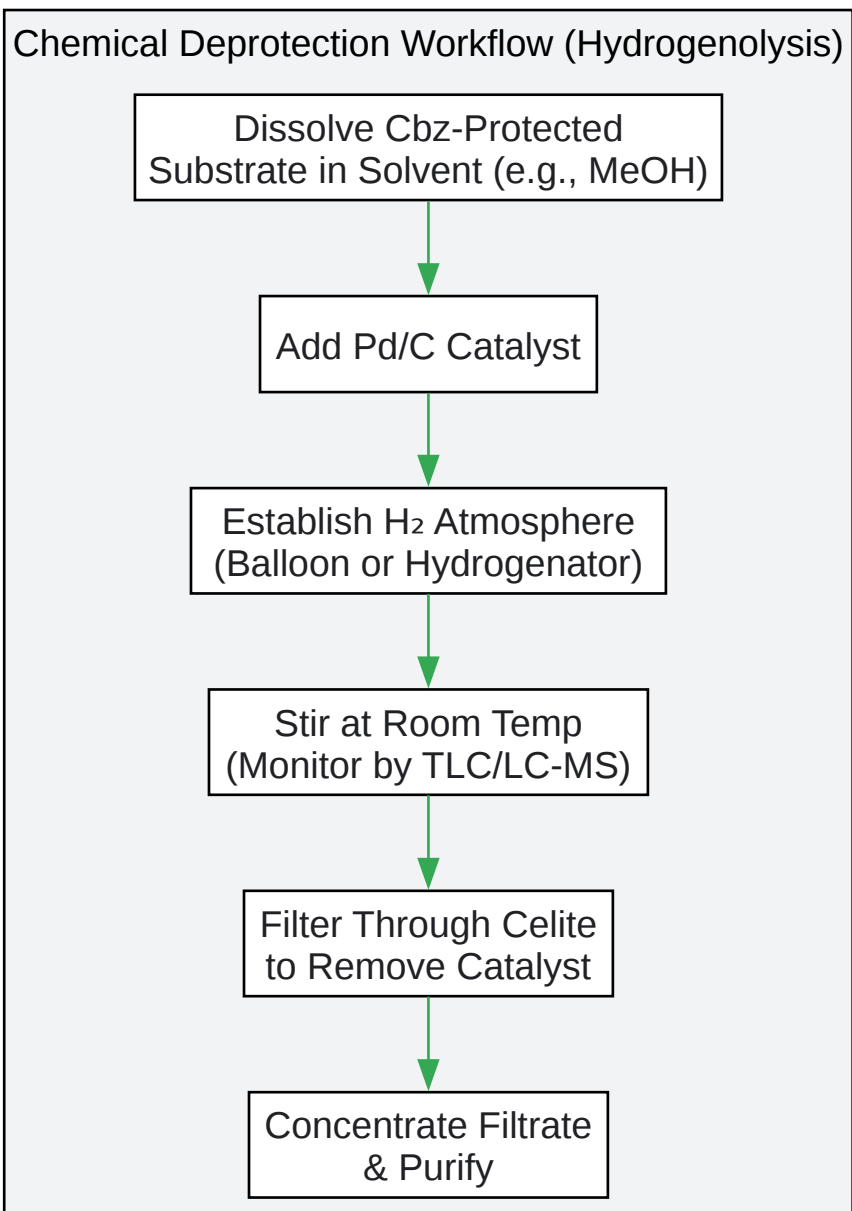 Chemical Deprotection Workflow (Hydrogenolysis)
Dissolve Cbz-Protected
Substrate in Solvent (e.g., MeOH)
Add Pd/C Catalyst
Establish H₂ Atmosphere
(Balloon or Hydrogenator)
Stir at Room Temp
(Monitor by TLC/LC-MS)
Filter Through Celite
to Remove Catalyst
Concentrate Filtrate
& Purify